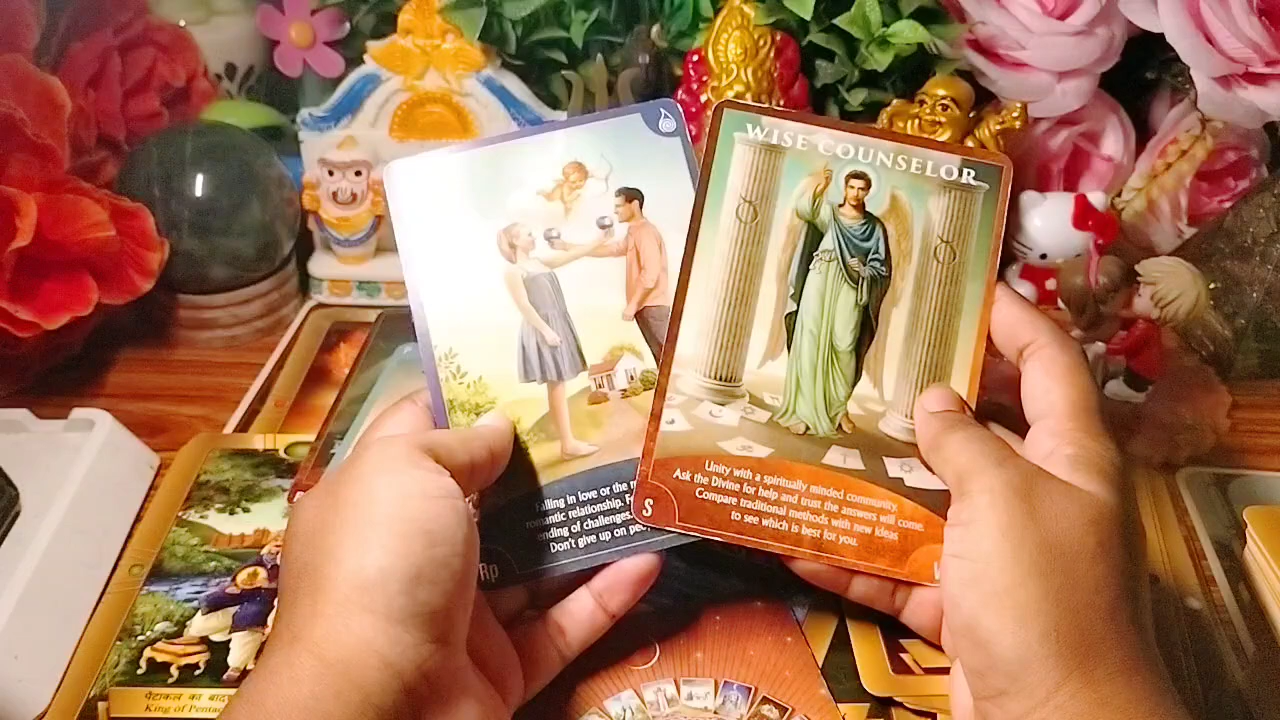 WISE COUNSELOR
Falling in love or the
romantic relationship.
ending of challenges.
Don't give up on
Rp
Unity with a spiritually minded community.
Ask the Divine for help and trust the answers will come.
Compare traditional methods with new ideas
to see which is best for you.
S
पैंटाकल का
King of